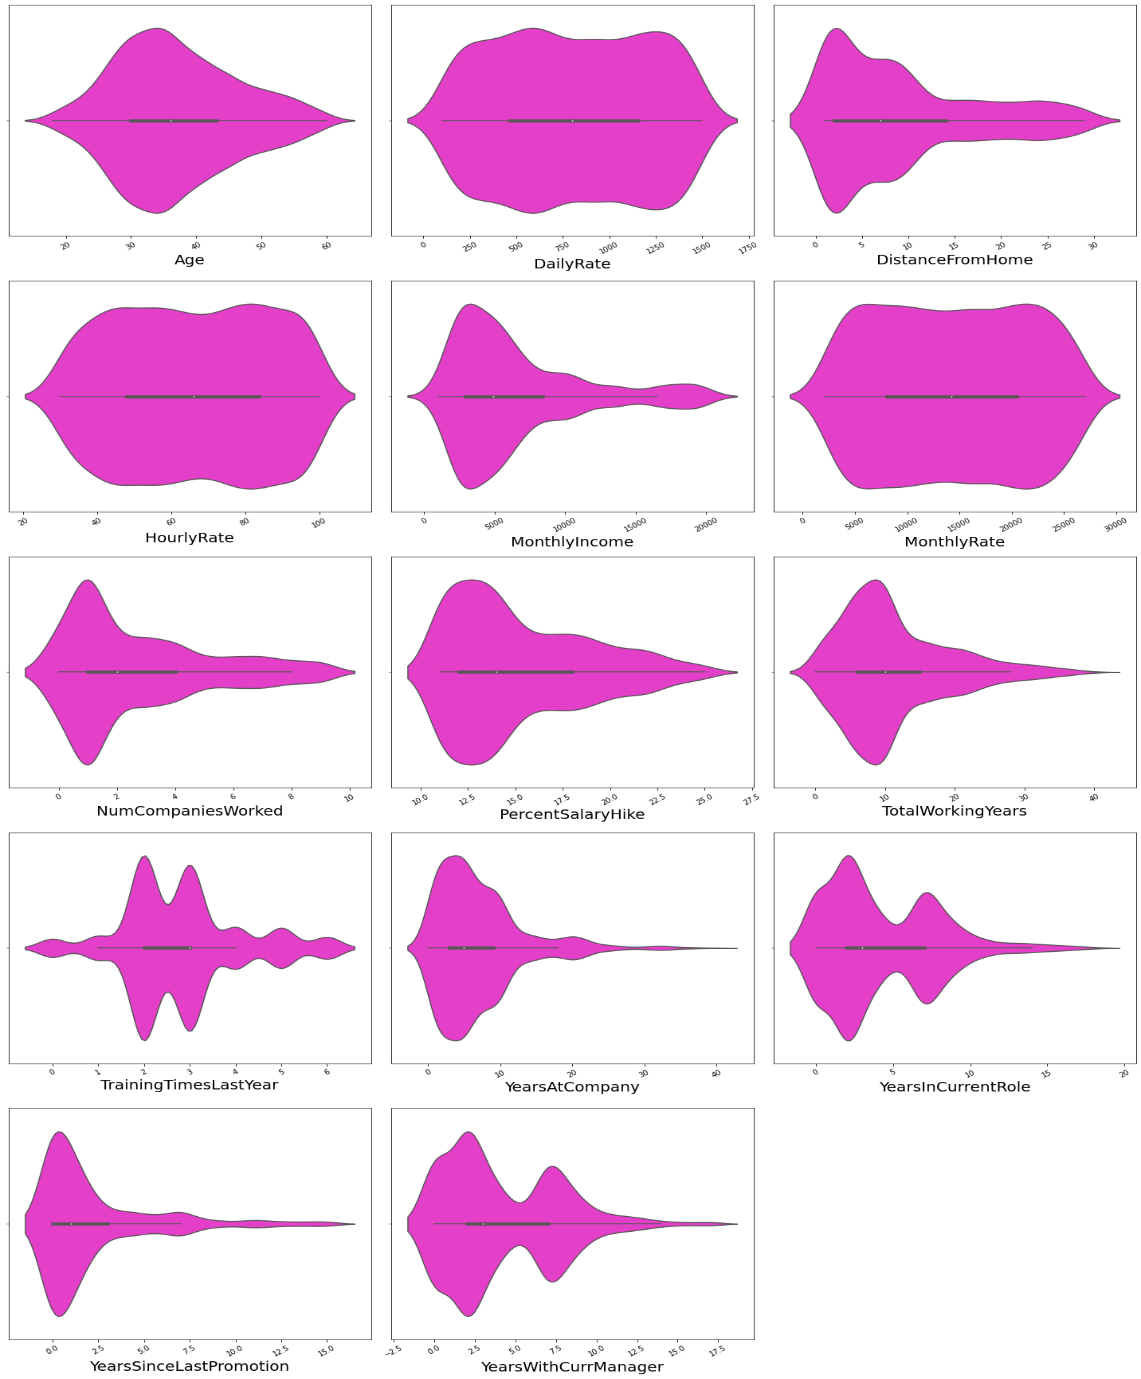 20 30 40 50 60
Age
0 250 500 750 1000 1250 1500 1750
DailyRate
0 5 10 15 20 25 30
DistanceFromHome
20 40 60 80 100
HourlyRate
0 5000 10000 15000 20000
MonthlyIncome
0 5000 10000 15000 20000 25000 30000
MonthlyRate
0 2 4 6 8 10
NumCompaniesWorked
10.0 12.5 15.0 17.5 20.0 22.5 25.0 27.5
PercentSalaryHike
0 10 20 30 40
TotalWorkingYears
0 1 2 3 4 5 6
TrainingTimesLastYear
0 10 20 30 40
YearsAtCompany
0 5 10 15 20
YearsInCurrentRole
0.0 2.5 5.0 7.5 10.0 12.5 15.0
YearsSinceLastPromotion
−2.5 0.0 2.5 5.0 7.5 10.0 12.5 15.0 17.5
YearsWithCurrManager